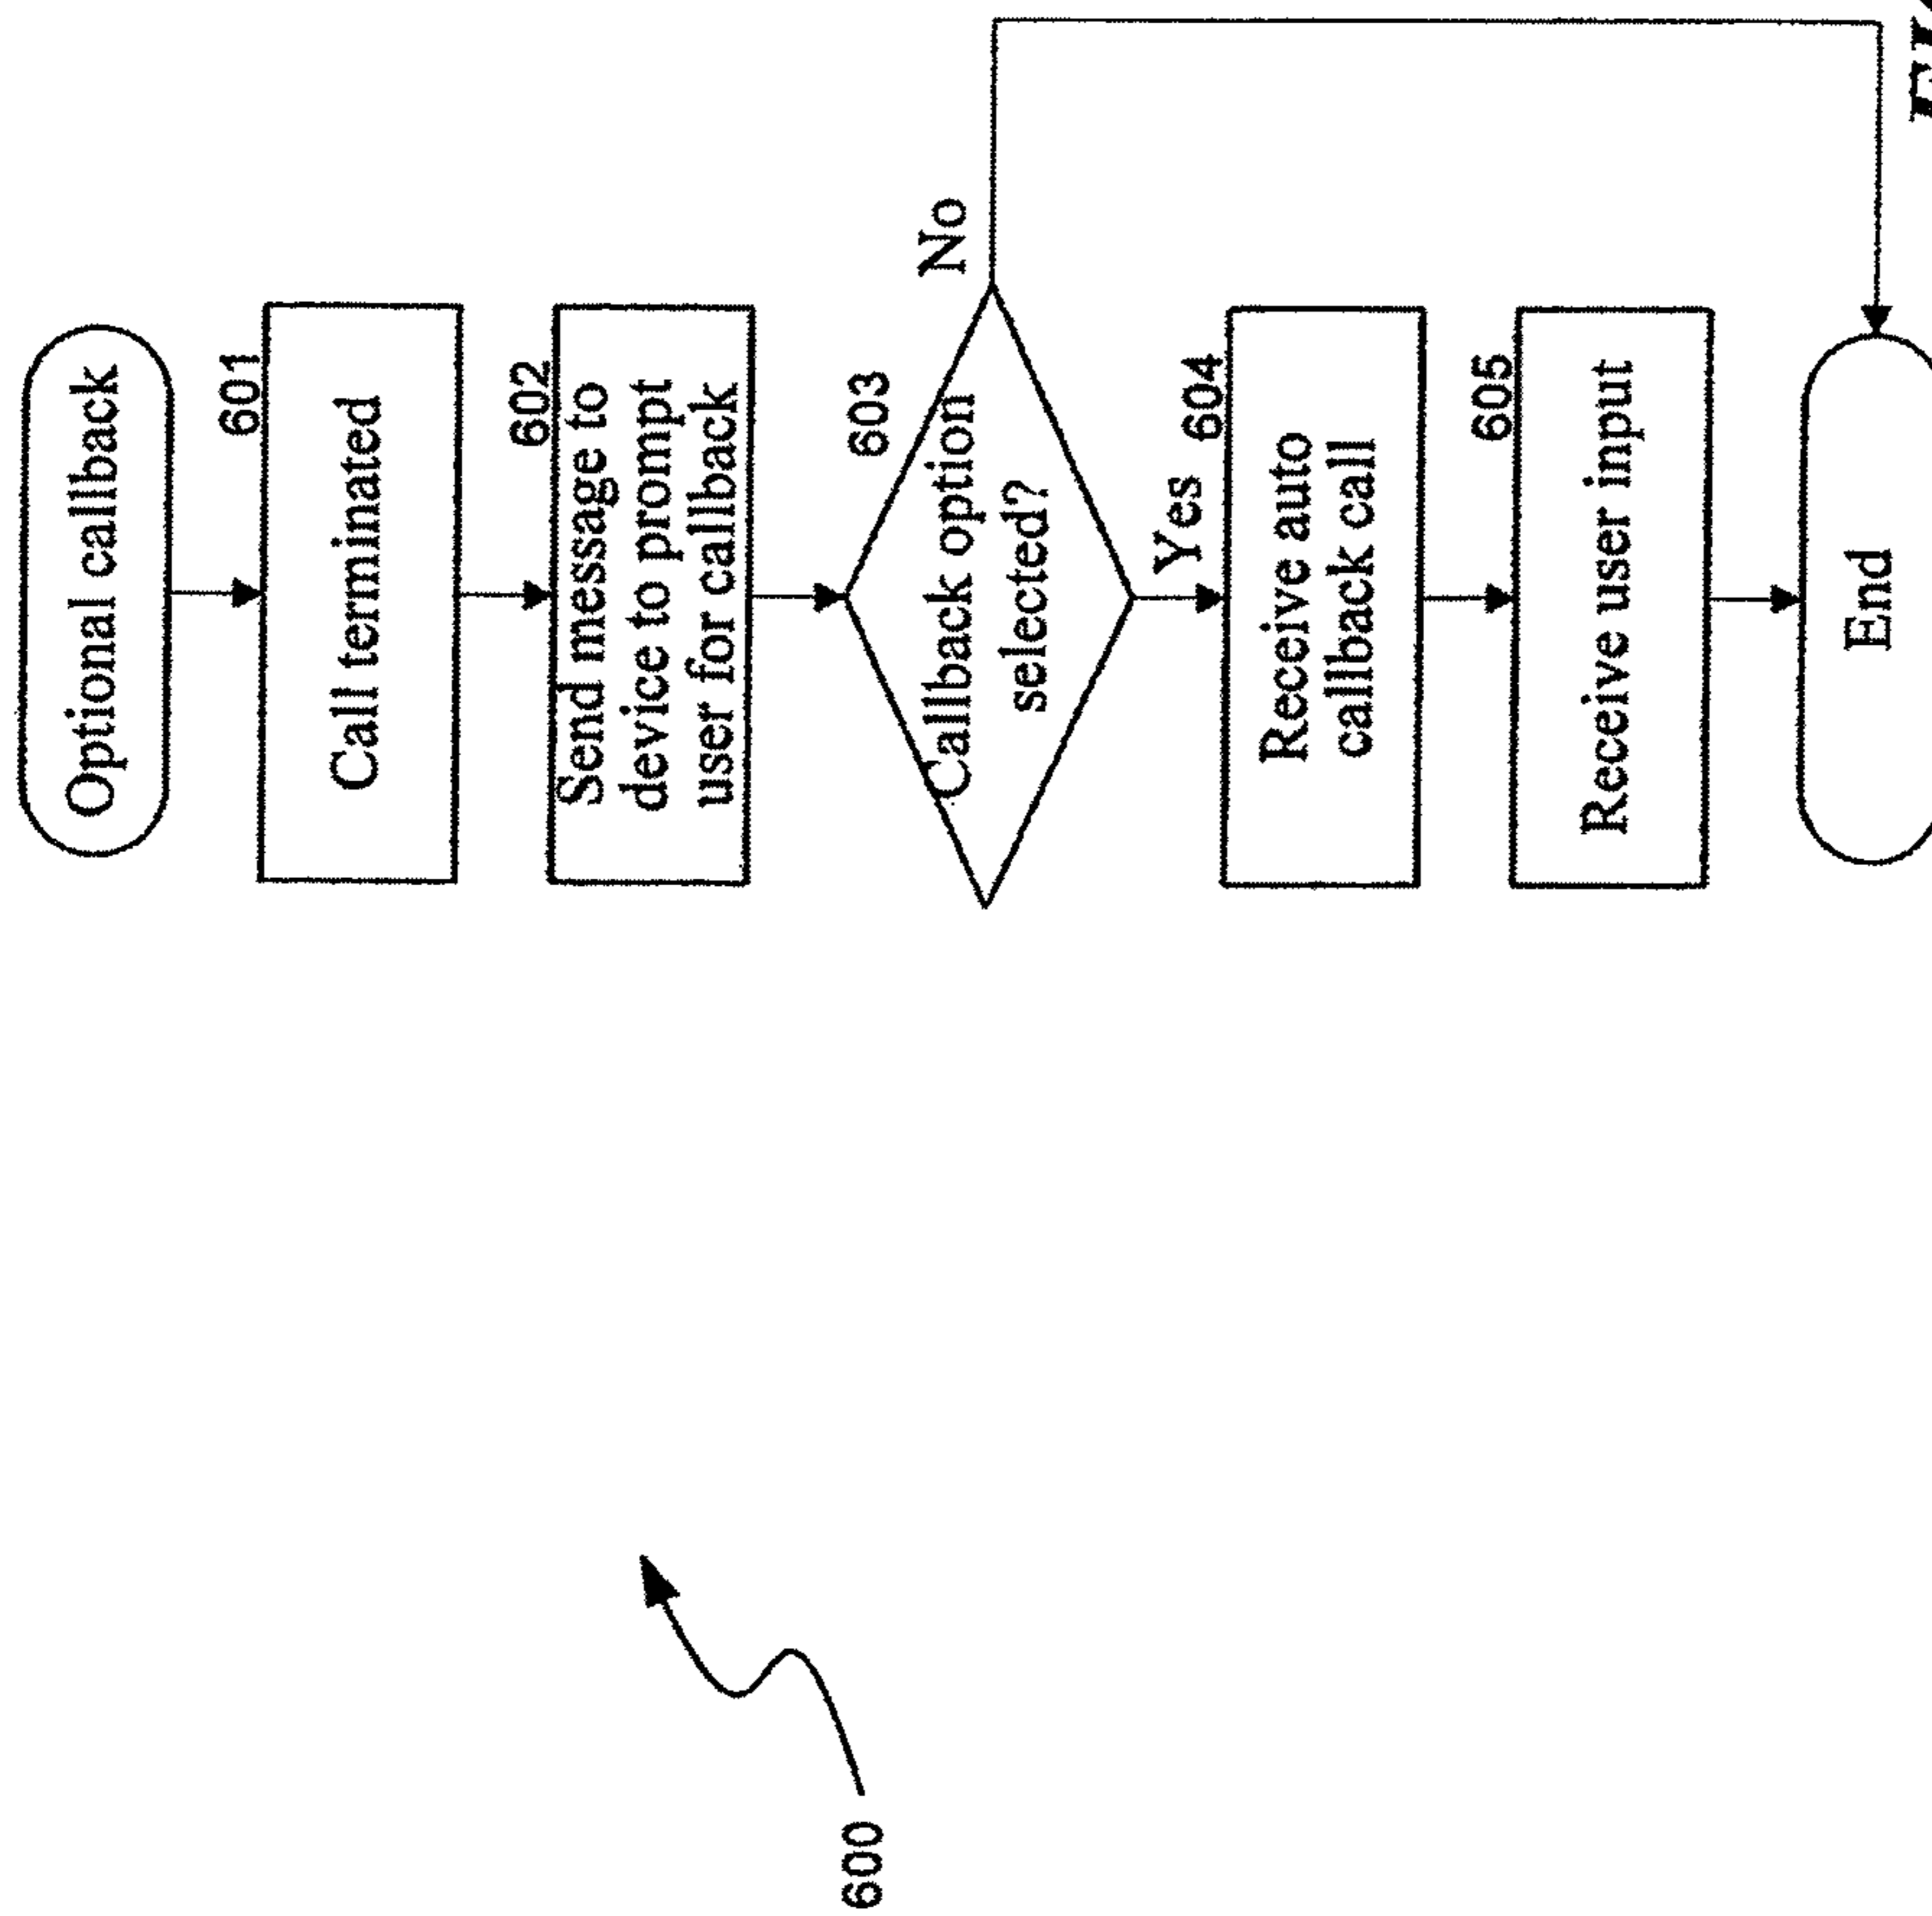 Optional callback
601
Call terminated
602
Send message to
device to prompt
user for callback
603
Callback option
selected?
No
Yes
604
Receive auto
callback call
605
Receive user input
End
600